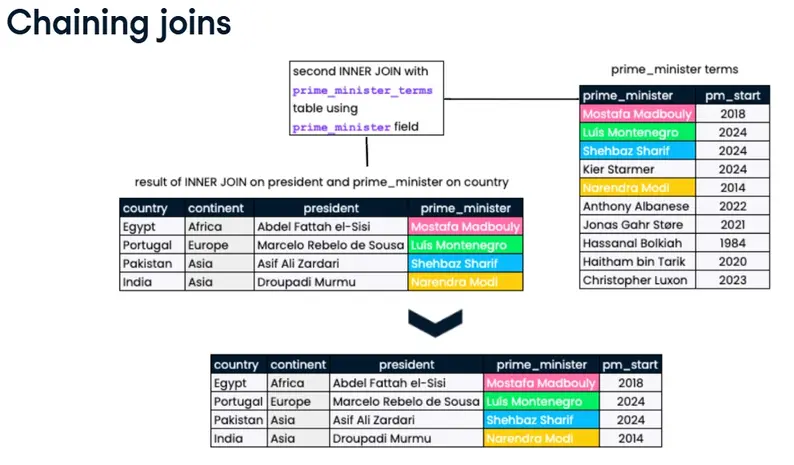 Chaining joins
second INNER JOIN with
prime_minister_terms
table using
prime_minister field
prime_minister terms
prime_minister pm_start
Mostafa Madbouly 2018
Luís Montenegro 2024
Shehbaz Sharif 2024
Kier Starmer 2024
Narendra Modi 2014
Anthony Albanese 2022
Jonas Gahr Støre 2021
Hassanal Bolkiah 1984
Haitham bin Tarik 2020
Christopher Luxon 2023
result of INNER JOIN on president and prime_minister on country
country continent president prime_minister
Egypt Africa Abdel Fattah el-Sisi Mostafa Madbouly
Portugal Europe Marcelo Rebelo de Sousa Luís Montenegro
Pakistan Asia Asif Ali Zardari Shehbaz Sharif
India Asia Droupadi Murmu Narendra Modi
country continent president prime_minister pm_start
Egypt Africa Abdel Fattah el-Sisi Mostafa Madbouly 2018
Portugal Europe Marcelo Rebelo de Sousa Luís Montenegro 2024
Pakistan Asia Asif Ali Zardari Shehbaz Sharif 2024
India Asia Droupadi Murmu Narendra Modi 2014